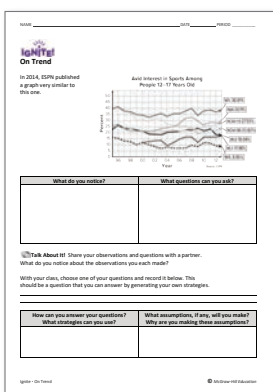 NAME DATE PERIOD
IGNITE!
On Trend
In 2014, ESPN published
a graph very similar to
this one.
Avid Interest in Sports Among
People 12–17 Years Old
Percent
Year
What do you notice? What questions can you ask?
Talk About It! Share your observations and questions with a partner.
What do you notice about the observations you each made?
With your class, choose one of your questions and record it below. This
should be a question that you can answer by generating your own strategies.
How can you answer your questions? What assumptions, if any, will you make?
What strategies can you use? Why are you making these assumptions?
Ignite - On Trend © McGraw-Hill Education